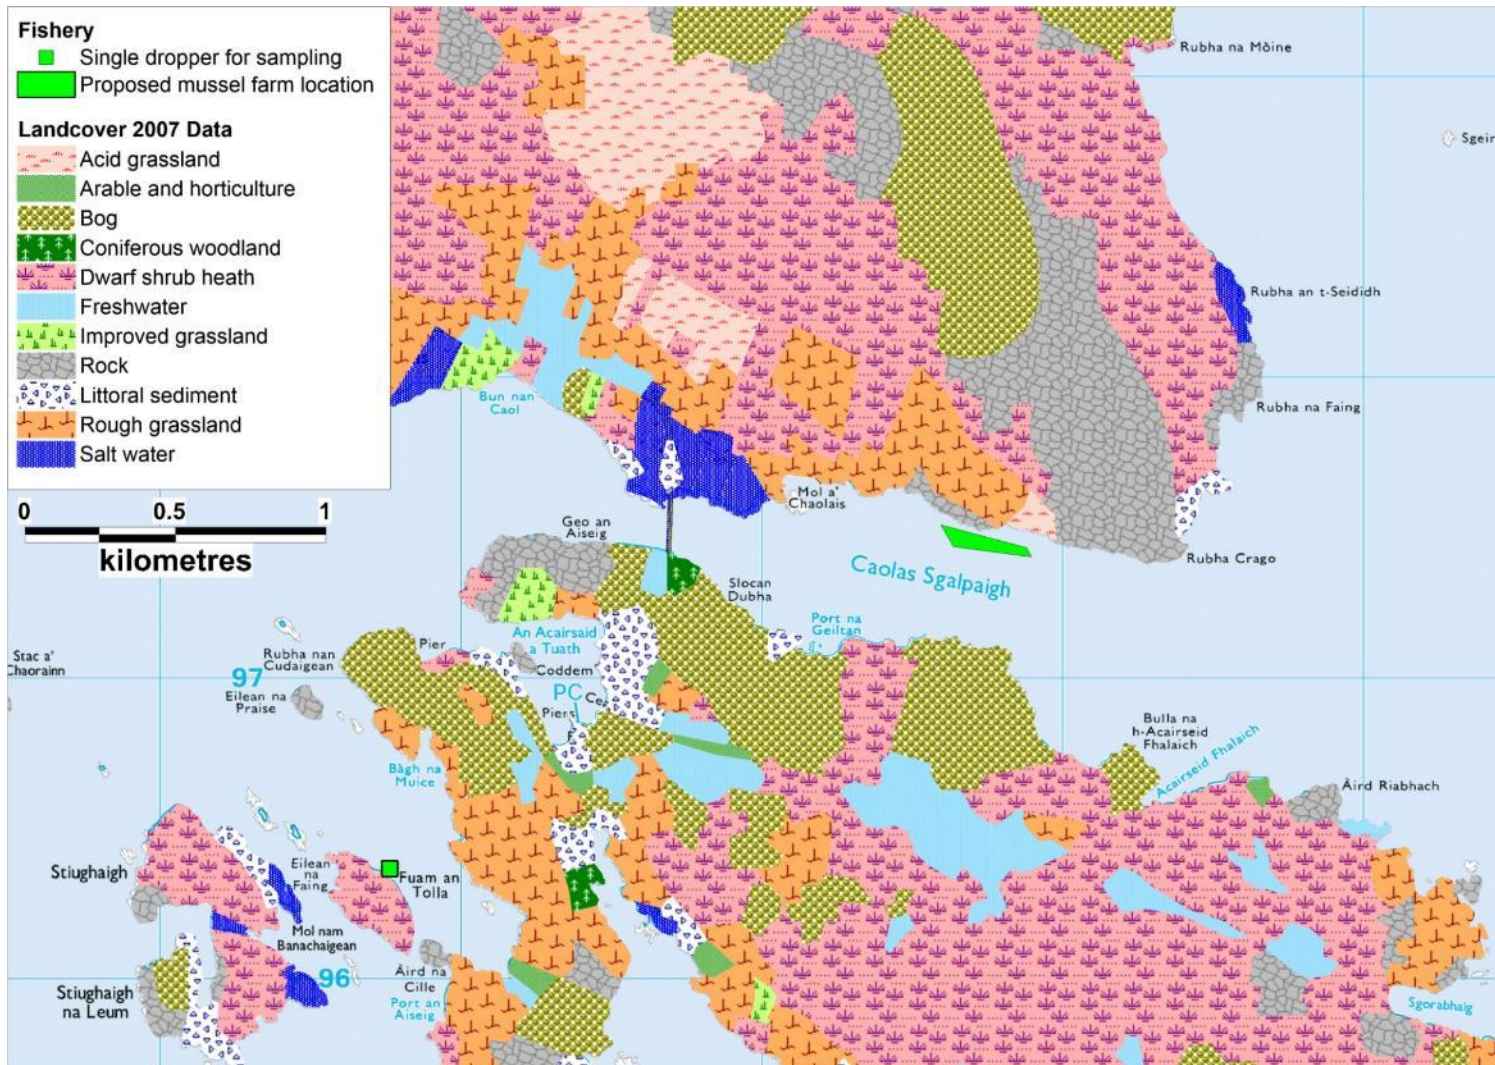 Fishery
Single dropper for sampling
Proposed mussel farm location
Landcover 2007 Data
Acid grassland
Arable and horticulture
Bog
Coniferous woodland
Dwarf shrub heath
Freshwater
Improved grassland
Rock
Littoral sediment
Rough grassland
Salt water
0 0.5 1
kilometres
Rubha na Mòine
Sgeir
Rubha an t-Seididh
Rubha na Faing
Bun nan
Caol
Mol a'
Chaolais
Geo an
Aiseig
Rubha Crago
Caolas Sgalpaigh
Slocan
Dubha
Port na
Geiltan
An Acairsaid
a Tuath
Pier
Coddem
Rubha nan
Cudaigean
Stac a'
Chaorainn
97
Eilean na
Praise
PC
Piers
Bàgh na
Muice
Bulla na
h-Acairseid
Fhalaich
Acairseid Fhalaich
Àird Riabhach
Stiughaigh
Eilean
na
Faing
Fuam an
Tolla
Mol nam
Banachaigean
96
Stiughaigh
na Leum
Àird na
Cille
Port an
Aiseig
Sgorabhaig